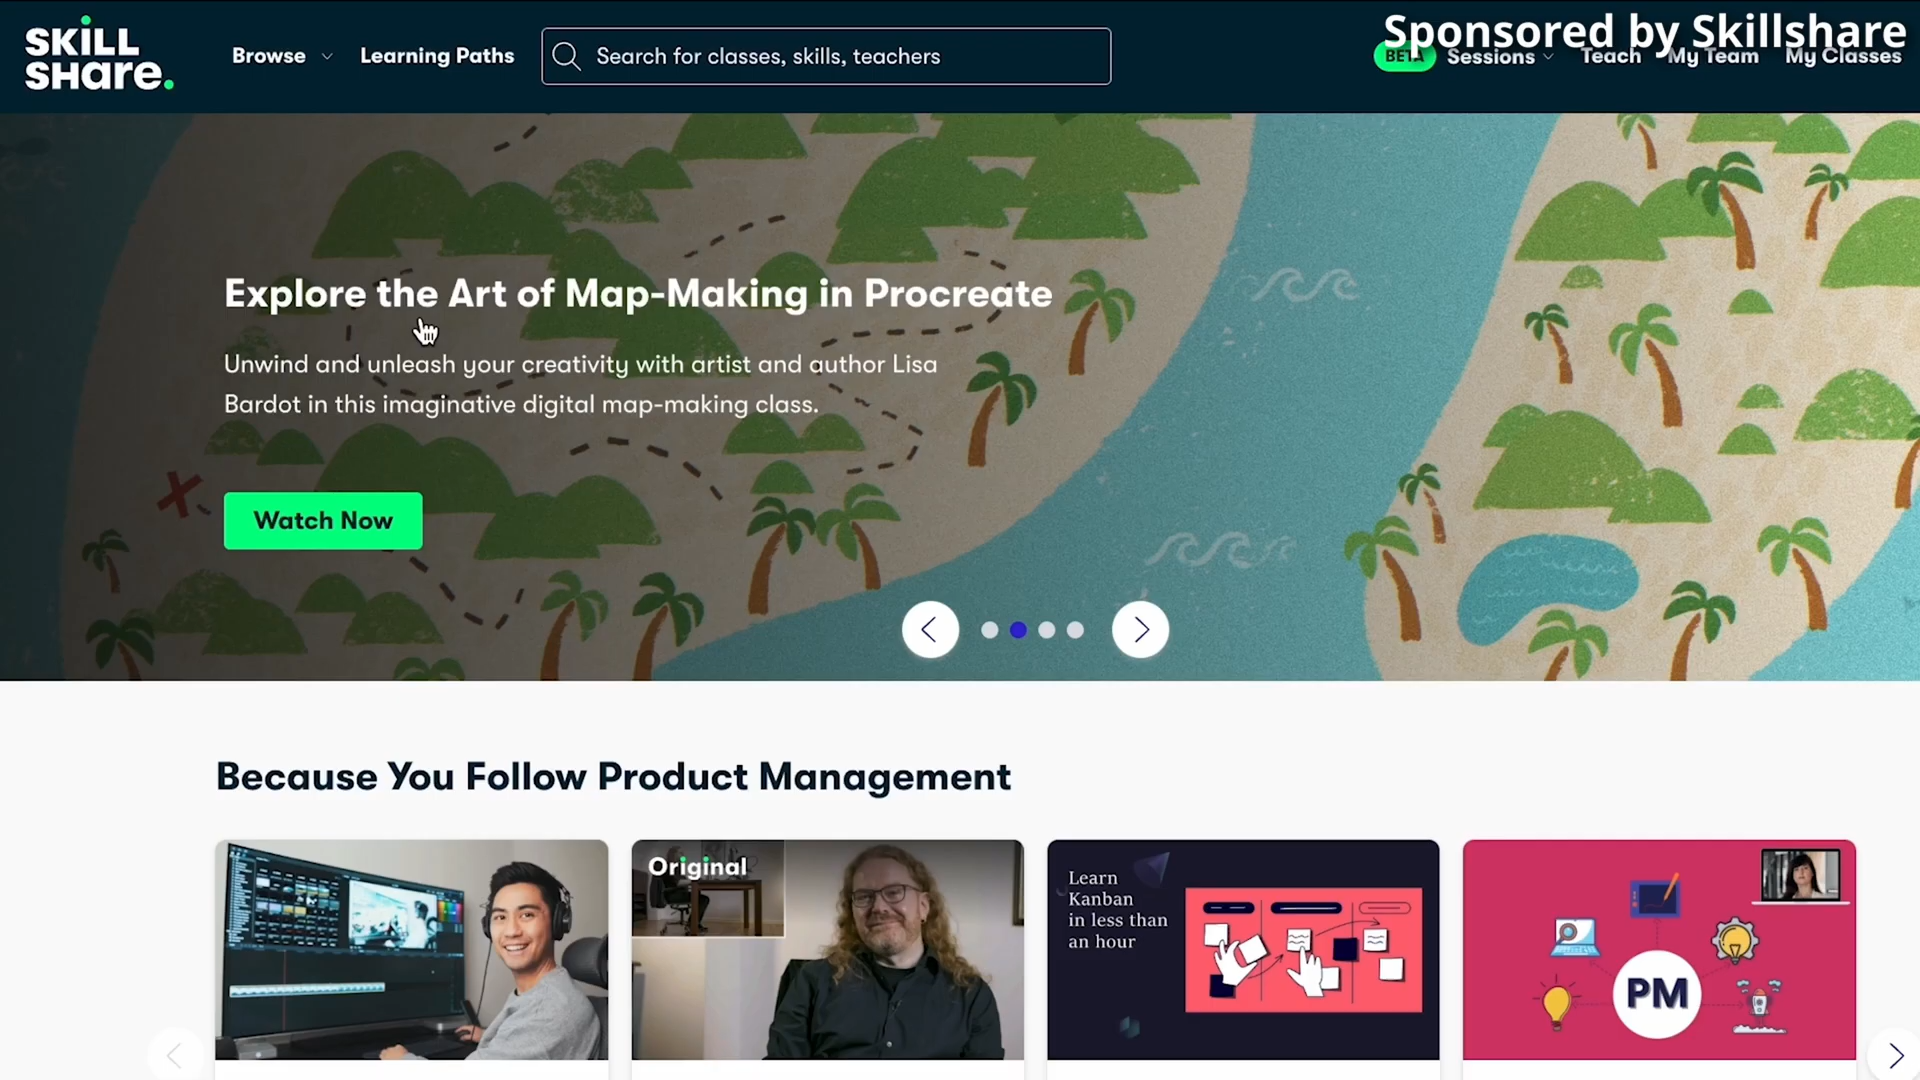 Sponsored by Skillshare
SKiLL
SHare.
Browse
Learning Paths
Search for classes, skills, teachers
BETA
Sessions
Teach
My Team
My Classes
Explore the Art of Map-Making in Procreate
Unwind and unleash your creativity with artist and author Lisa
Bardot in this imaginative digital map-making class.
Watch Now
Because You Follow Product Management
Original
Learn
Kanban
in less than
an hour
PM